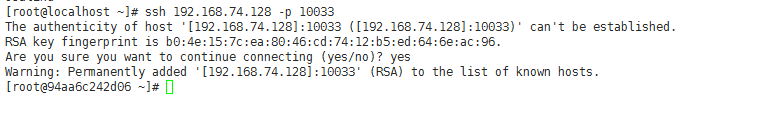 [root@localhost ~]# ssh 192.168.74.128 -p 10033
The authenticity of host '[192.168.74.128]:10033 ([192.168.74.128]:10033)' can't be established.
RSA key fingerprint is b0:4e:15:7c:ea:80:46:cd:74:12:b5:ed:64:6e:ac:96.
Are you sure you want to continue connecting (yes/no)? yes
Warning: Permanently added '[192.168.74.128]:10033' (RSA) to the list of known hosts.
[root@94aa6c242d06 ~]#